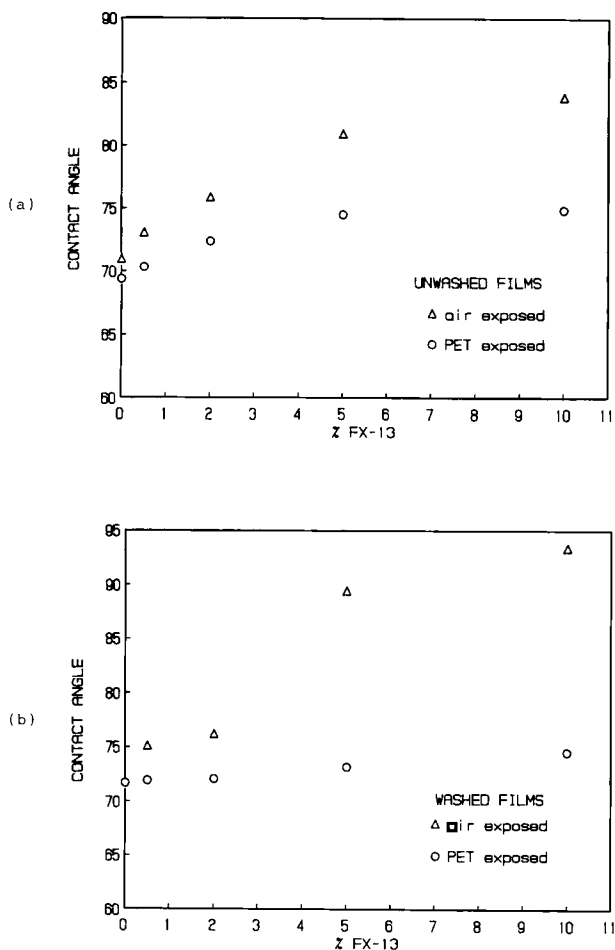 90
85
80
75
70
65
60
CONTACT ANGLE
(a)
UNWASHED FILMS
△ air exposed
○ PET exposed
0 1 2 3 4 5 6 7 8 9 10 11
% FX-13
95
90
85
80
75
70
65
60
CONTACT ANGLE
(b)
WASHED FILMS
△ air exposed
○ PET exposed
0 1 2 3 4 5 6 7 8 9 10 11
% FX-13